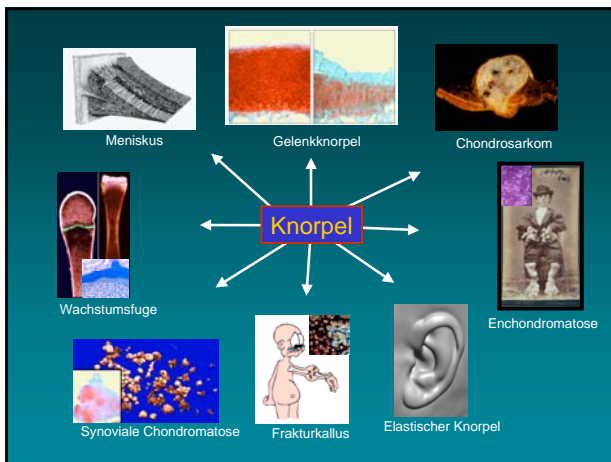 Meniskus
Gelenkknorpel
Chondrosarkom
Knorpel
Wachstumsfuge
Enchondromatose
Synoviale Chondromatose
Frakturkallus
Elastischer Knorpel